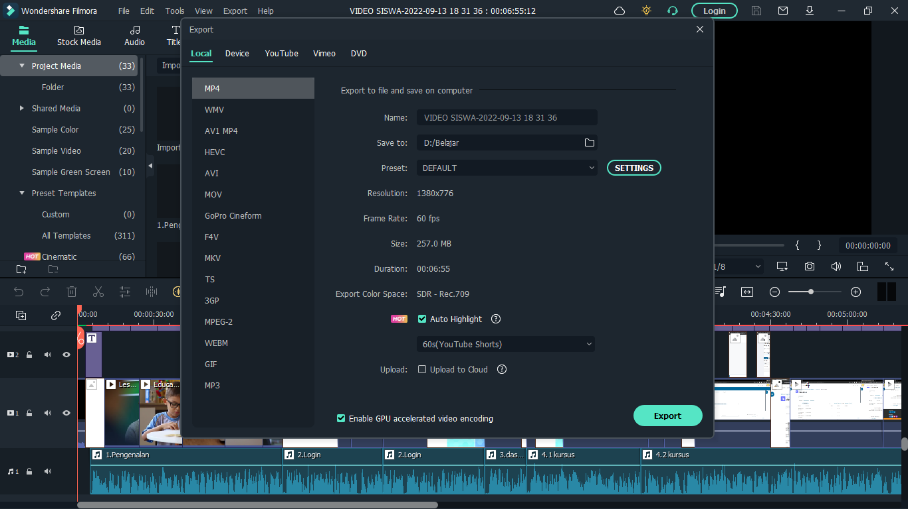 Wondershare Filmora File Edit Tools View Export Help VIDEO SISWA-2022-09-13 18 31 36 : 00:06:55:12 Login
Media Stock Media Audio Titl
Export
Local Device YouTube Vimeo DVD
Project Media (33)
Folder (33)
Shared Media (0)
Sample Color (25)
Sample Video (20)
Sample Green Screen (10)
Preset Templates
Custom (0)
All Templates (311)
HOT Cinematic (66)
Impo
Import
1.Peng
MP4
WMV
AV1 MP4
HEVC
AVI
MOV
GoPro Cineform
F4V
MKV
TS
3GP
MPEG-2
WEBM
GIF
MP3
Export to file and save on computer
Name: VIDEO SISWA-2022-09-13 18 31 36
Save to: D:/Belajar
Preset: DEFAULT SETTINGS
Resolution: 1380x776
Frame Rate: 60 fps
Size: 257.0 MB
Duration: 00:06:55
Export Color Space: SDR - Rec.709
HOT Auto Highlight
60s(YouTube Shorts)
Upload: Upload to Cloud
Enable GPU accelerated video encoding
Export
{ } 00:00:00:00
1/8
:00:00 00:00:30:00 00:04:30:00 00:05:00:00
2 T
1 Les... Educa...
1 1.Pengenalan 2.Login 2.Login 3.das... 4.1 kursus 4.2 kursus